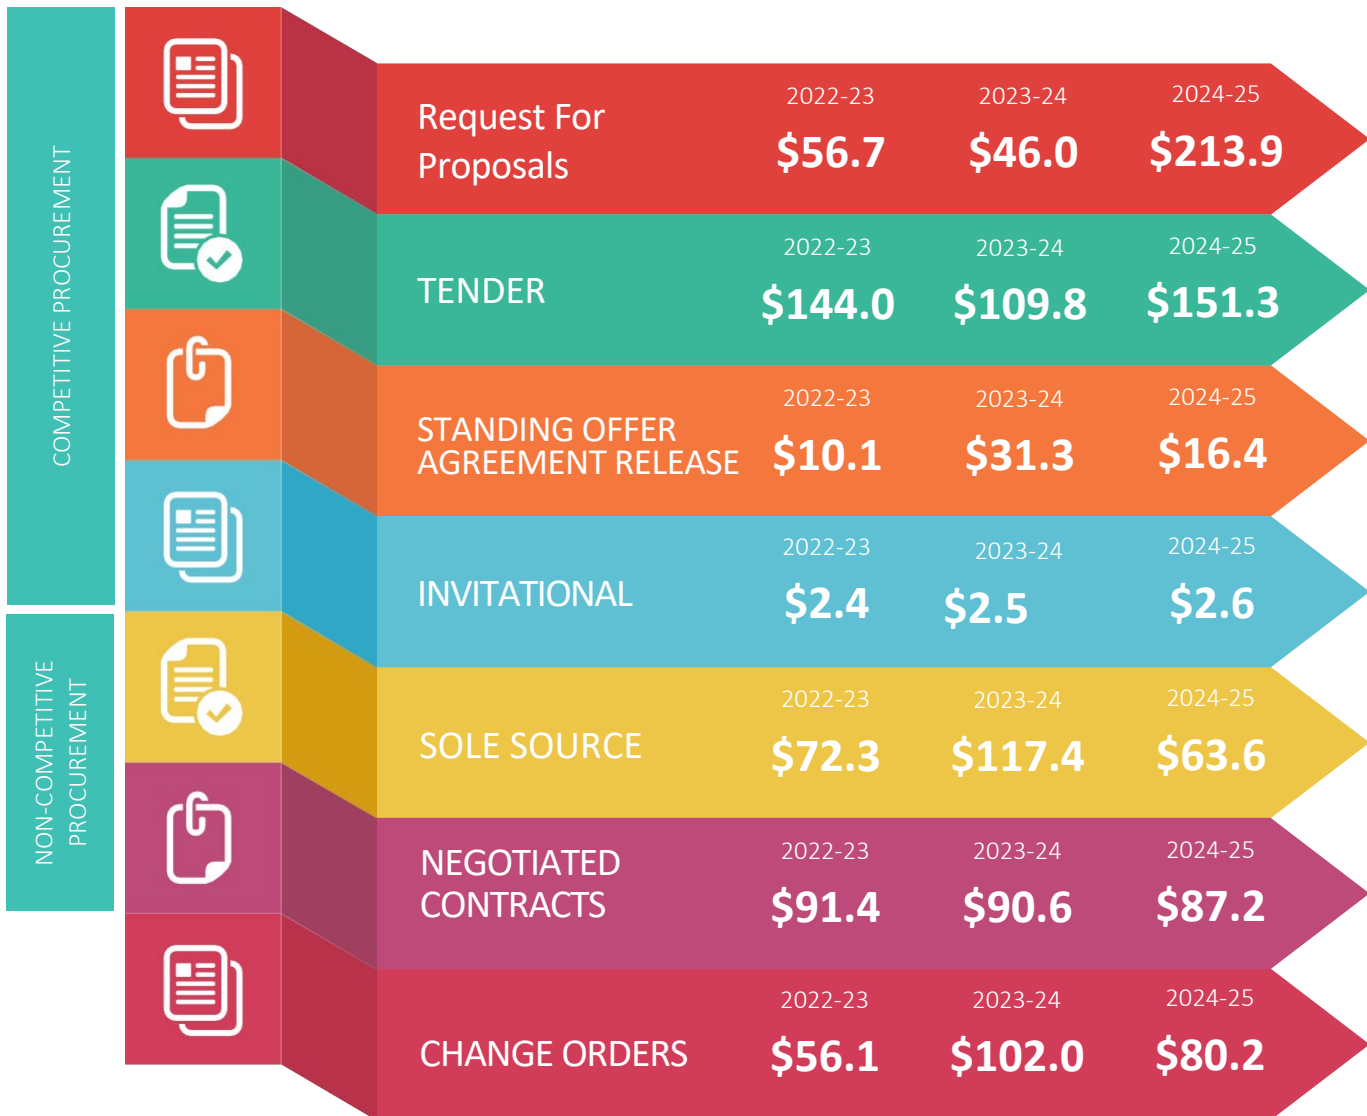 COMPETITIVE PROCUREMENT
Request For
Proposals
2022-23 2023-24 2024-25
$56.7 $46.0 $213.9
TENDER
2022-23 2023-24 2024-25
$144.0 $109.8 $151.3
STANDING OFFER
AGREEMENT RELEASE
2022-23 2023-24 2024-25
$10.1 $31.3 $16.4
INVITATIONAL
2022-23 2023-24 2024-25
$2.4 $2.5 $2.6
NON-COMPETITIVE
PROCUREMENT
SOLE SOURCE
2022-23 2023-24 2024-25
$72.3 $117.4 $63.6
NEGOTIATED
CONTRACTS
2022-23 2023-24 2024-25
$91.4 $90.6 $87.2
CHANGE ORDERS
2022-23 2023-24 2024-25
$56.1 $102.0 $80.2